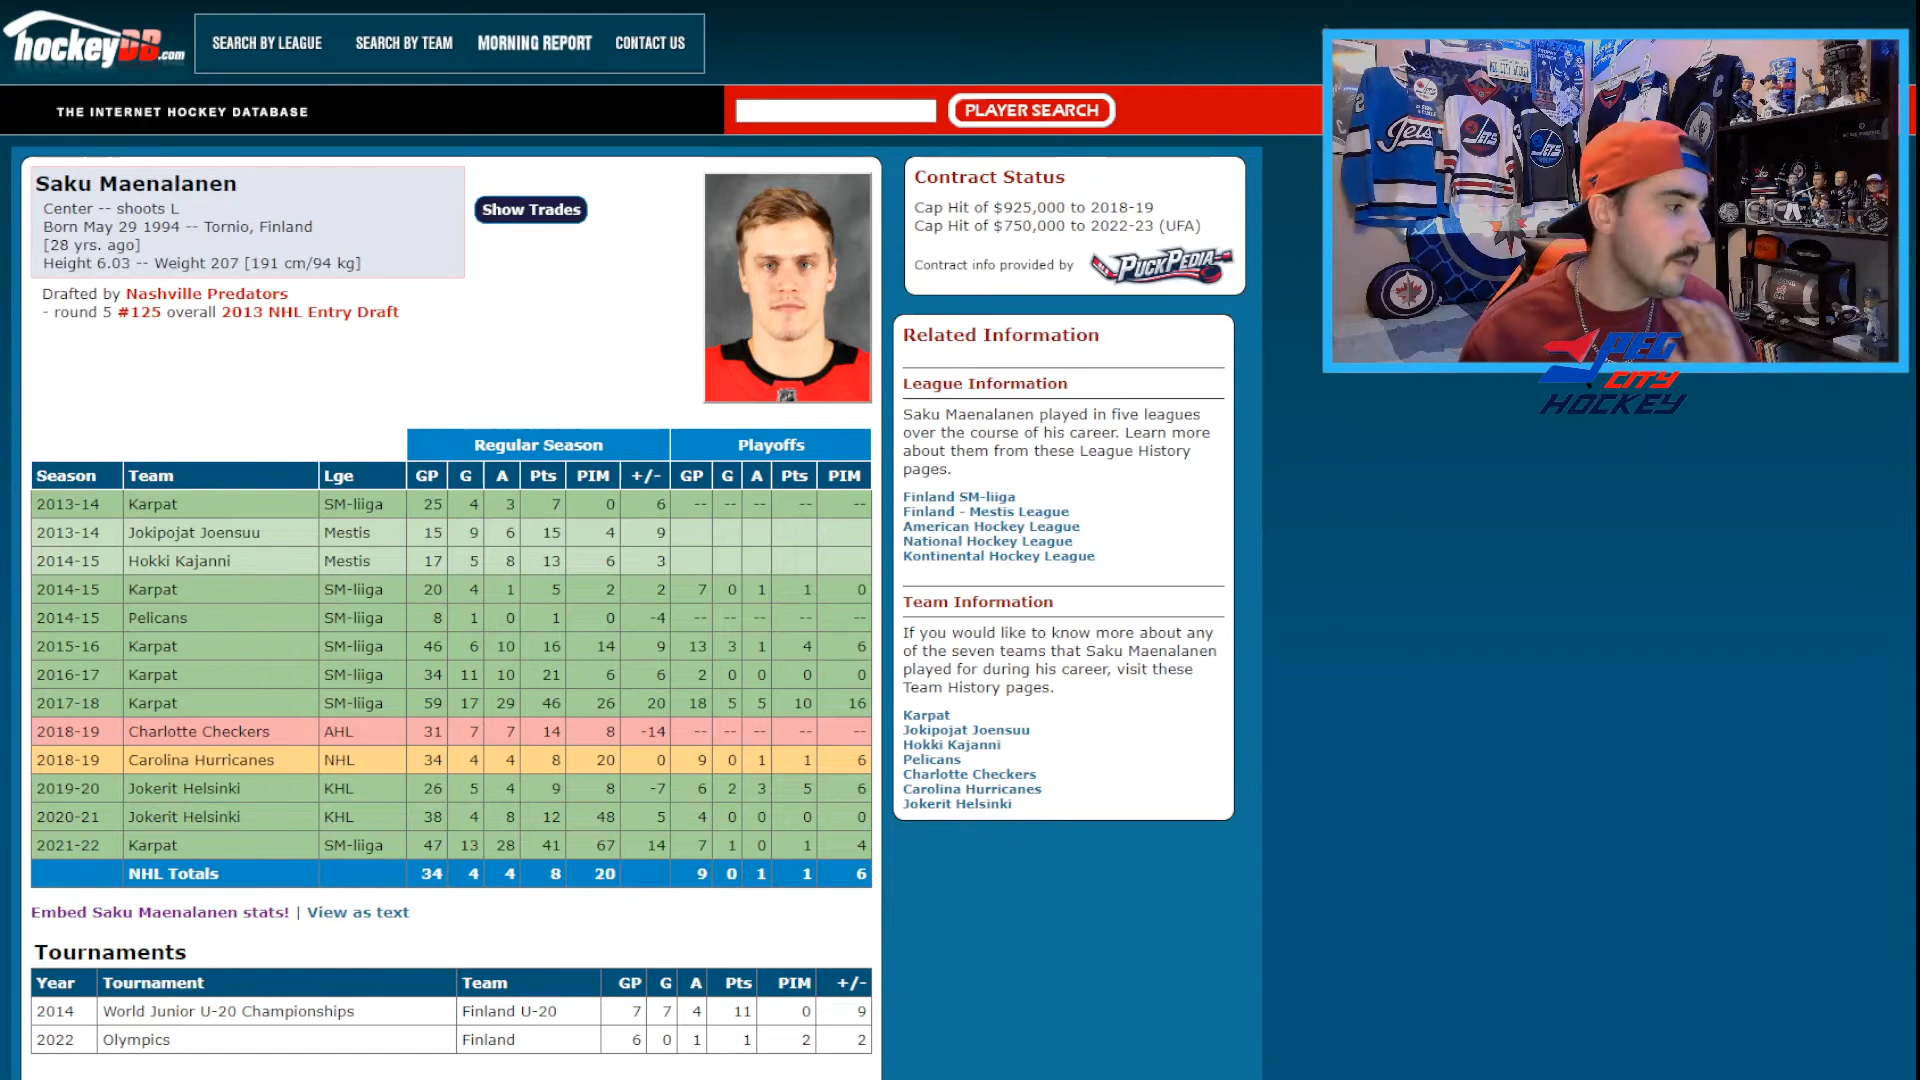 hockeyDB.com
SEARCH BY LEAGUE SEARCH BY TEAM MORNING REPORT CONTACT US
THE INTERNET HOCKEY DATABASE
PLAYER SEARCH
Saku Maenalanen
Center -- shoots L
Born May 29 1994 -- Tornio, Finland
[28 yrs. ago]
Height 6.03 -- Weight 207 [191 cm/94 kg]
Show Trades
Drafted by Nashville Predators
- round 5 #125 overall 2013 NHL Entry Draft
Regular Season Playoffs
Season Team Lge GP G A Pts PIM +/- GP G A Pts PIM
2013-14 Karpat SM-liiga 25 4 3 7 0 6 -- -- -- -- --
2013-14 Jokipojat Joensuu Mestis 15 9 6 15 4 9
2014-15 Hokki Kajanni Mestis 17 5 8 13 6 3
2014-15 Karpat SM-liiga 20 4 1 5 2 2 7 0 1 1 0
2014-15 Pelicans SM-liiga 8 1 0 1 0 -4 -- -- -- -- --
2015-16 Karpat SM-liiga 46 6 10 16 14 9 13 3 1 4 6
2016-17 Karpat SM-liiga 34 11 10 21 6 6 2 0 0 0 0
2017-18 Karpat SM-liiga 59 17 29 46 26 20 18 5 5 10 16
2018-19 Charlotte Checkers AHL 31 7 7 14 8 -14 -- -- -- -- --
2018-19 Carolina Hurricanes NHL 34 4 4 8 20 0 9 0 1 1 6
2019-20 Jokerit Helsinki KHL 26 5 4 9 8 -7 6 2 3 5 6
2020-21 Jokerit Helsinki KHL 38 4 8 12 48 5 4 0 0 0 0
2021-22 Karpat SM-liiga 47 13 28 41 67 14 7 1 0 1 4
NHL Totals 34 4 4 8 20 9 0 1 1 6
Embed Saku Maenalanen stats! | View as text
Tournaments
Year Tournament Team GP G A Pts PIM +/-
2014 World Junior U-20 Championships Finland U-20 7 7 4 11 0 9
2022 Olympics Finland 6 0 1 1 2 2
Contract Status
Cap Hit of $925,000 to 2018-19
Cap Hit of $750,000 to 2022-23 (UFA)
Contract info provided by PUCKPEDIA
Related Information
League Information
Saku Maenalanen played in five leagues
over the course of his career. Learn more
about them from these League History
pages.
Finland SM-liiga
Finland - Mestis League
American Hockey League
National Hockey League
Kontinental Hockey League
Team Information
If you would like to know more about any
of the seven teams that Saku Maenalanen
played for during his career, visit these
Team History pages.
Karpat
Jokipojat Joensuu
Hokki Kajanni
Pelicans
Charlotte Checkers
Carolina Hurricanes
Jokerit Helsinki
Jets
JETS
PEG
CITY
HOCKEY